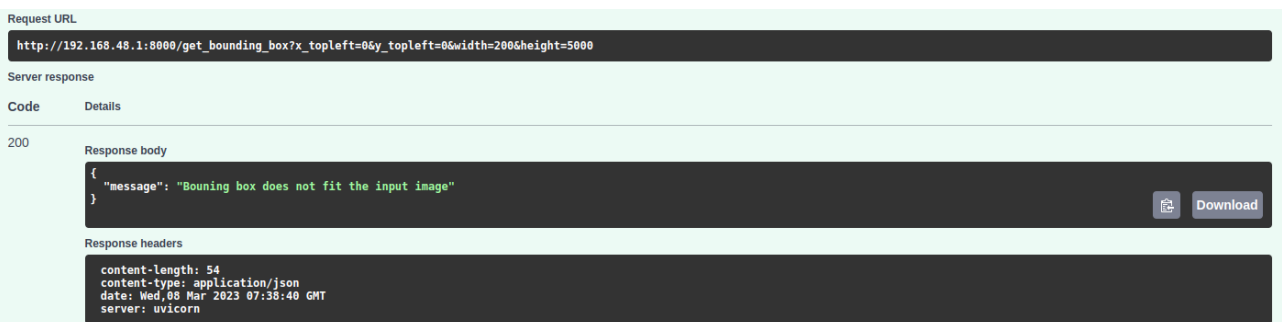 Request URL
http://192.168.48.1:8000/get_bounding_box?x_topleft=0&y_topleft=0&width=200&height=5000
Server response
Code Details
200
Response body
{
"message": "Bouning box does not fit the input image"
}
Download
Response headers
content-length: 54
content-type: application/json
date: Wed,08 Mar 2023 07:38:40 GMT
server: uvicorn